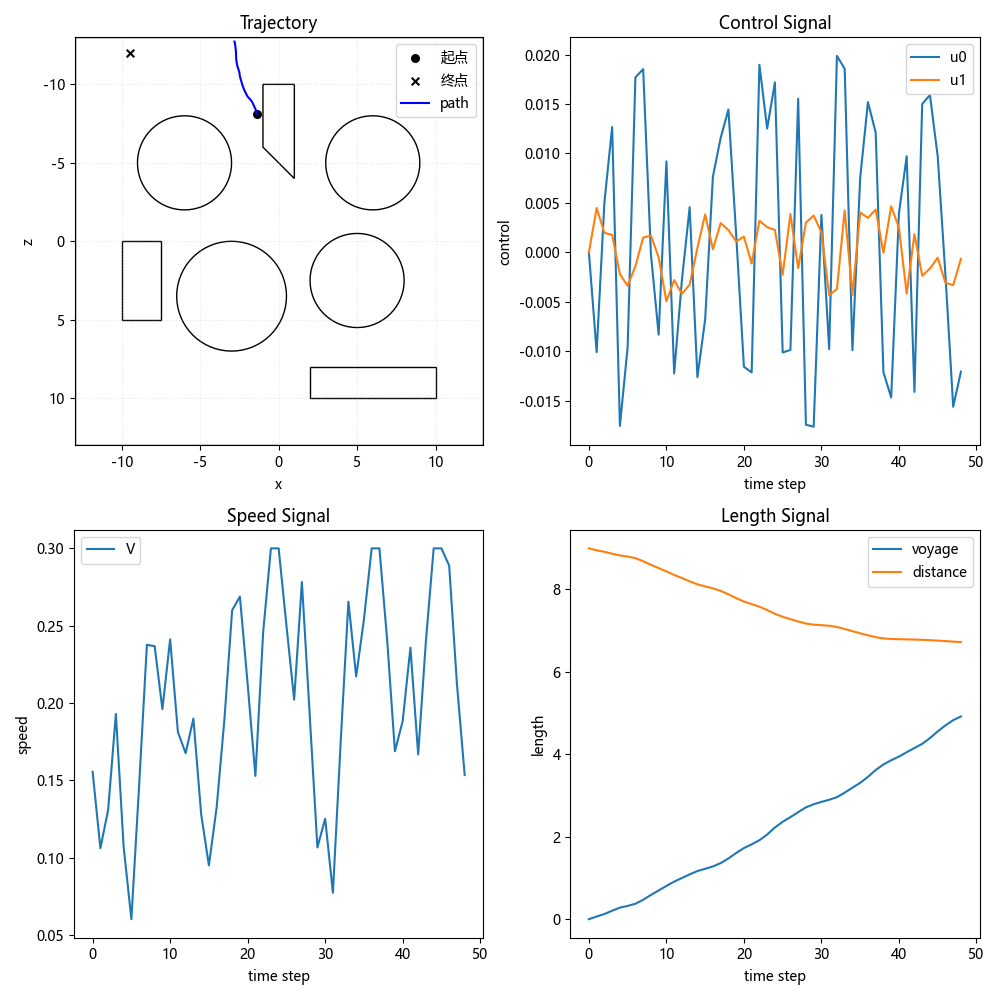 Trajectory
起点
终点
path
-10
-5
0
5
10
z
-10
-5
0
5
10
x
Control Signal
u0
u1
0.020
0.015
0.010
0.005
0.000
-0.005
-0.010
-0.015
control
0
10
20
30
40
50
time step
Speed Signal
V
0.30
0.25
0.20
0.15
0.10
0.05
speed
0
10
20
30
40
50
time step
Length Signal
voyage
distance
8
6
4
2
0
length
0
10
20
30
40
50
time step